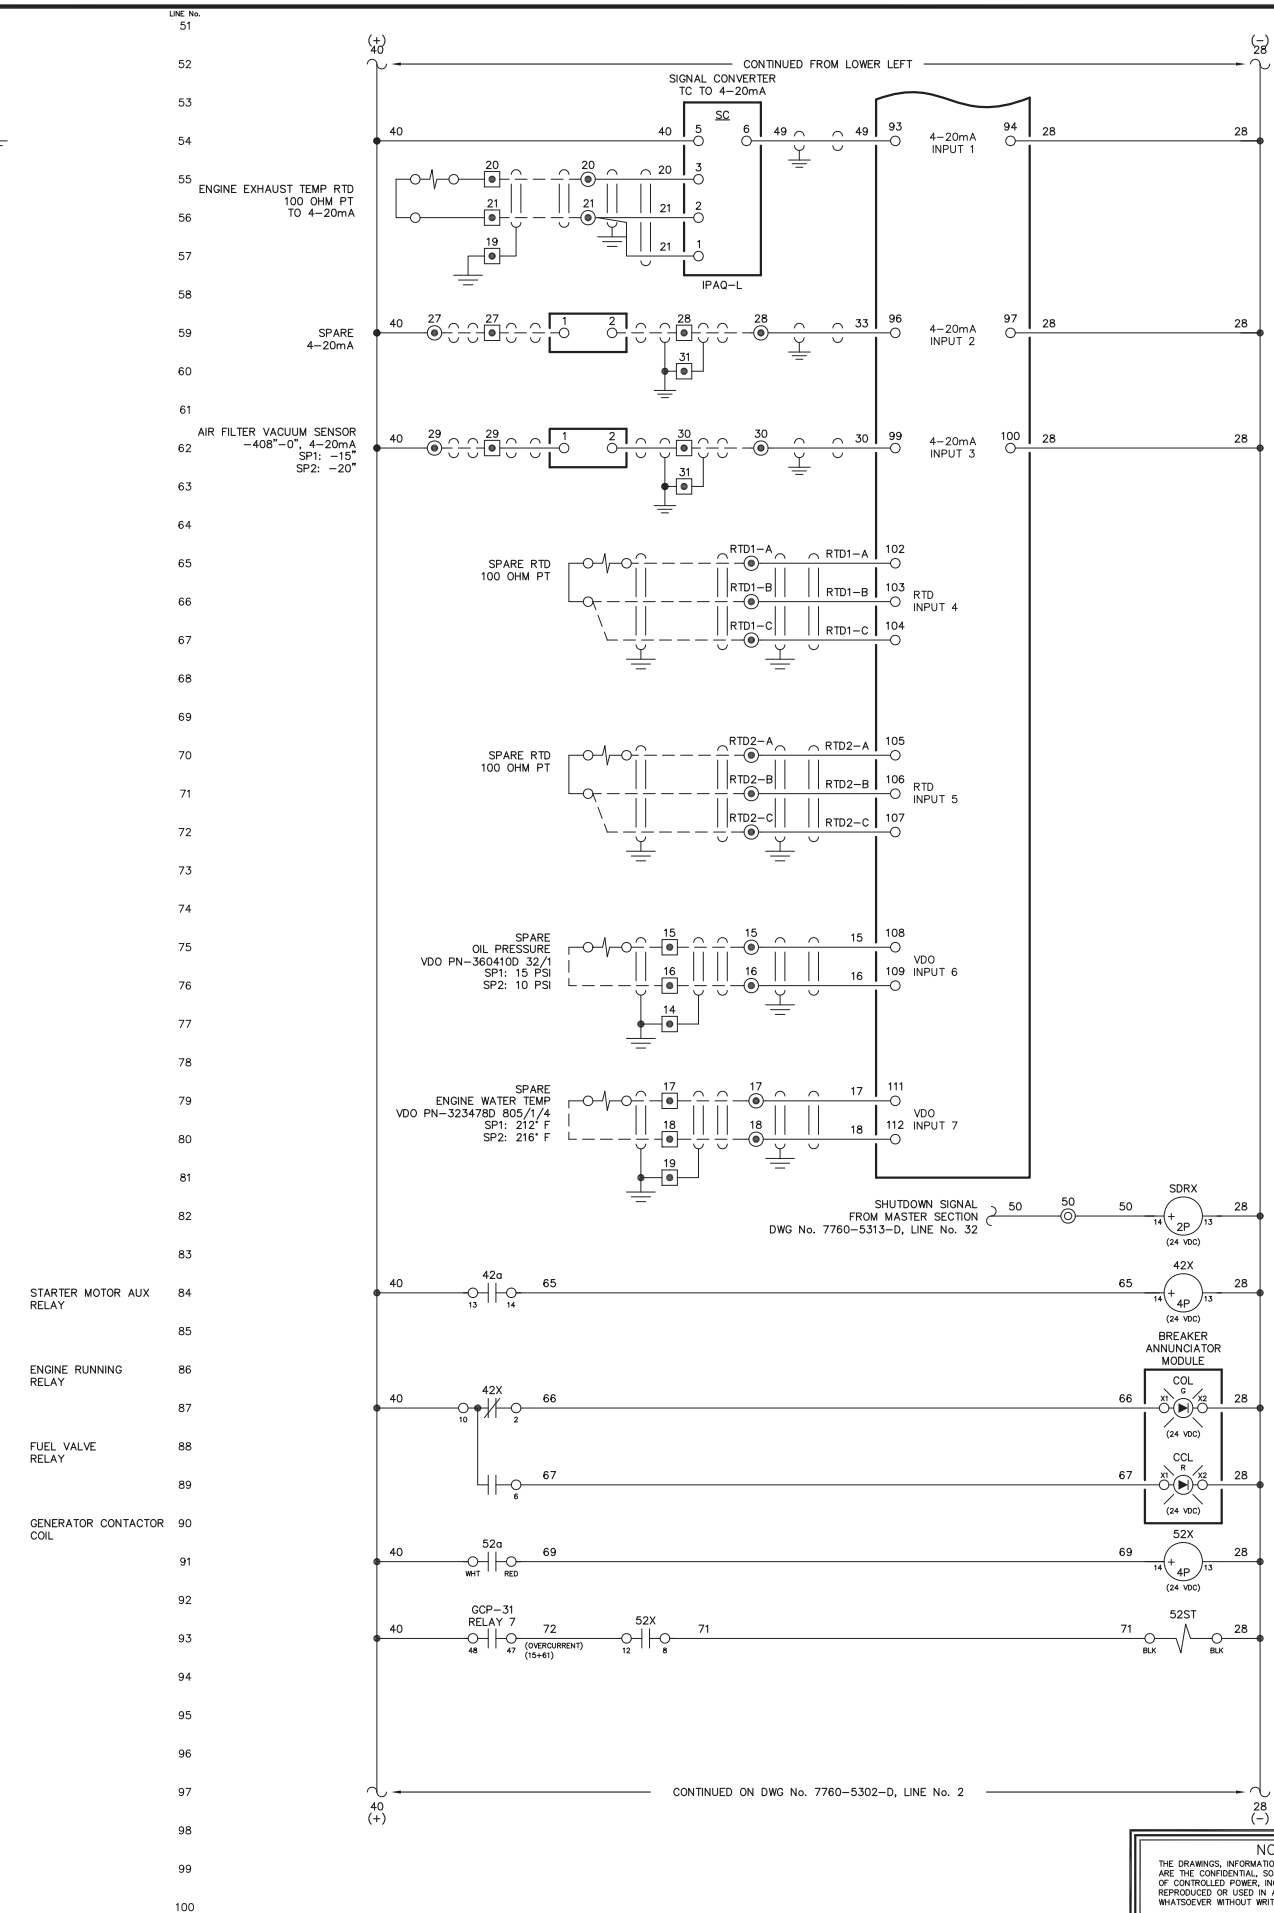 LINE No.
51
(+)
40
(-)
28
52
CONTINUED FROM LOWER LEFT
SIGNAL CONVERTER
TC TO 4-20mA
53
SC
54
40
40
5
6
49
49
93
4-20mA
INPUT 1
94
28
28
55
ENGINE EXHAUST TEMP RTD
100 OHM PT
TO 4-20mA
20
20
20
3
56
21
21
21
2
57
19
21
1
IPAQ-L
58
59
SPARE
4-20mA
40
27
27
1
2
28
28
33
96
4-20mA
INPUT 2
97
28
28
60
31
61
62
AIR FILTER VACUUM SENSOR
-408"-0", 4-20mA
SP1: -15"
SP2: -20"
40
29
29
1
2
30
30
30
99
4-20mA
INPUT 3
100
28
28
63
31
64
65
SPARE RTD
100 OHM PT
RTD1-A
RTD1-A
102
66
RTD1-B
RTD1-B
103
RTD
INPUT 4
67
RTD1-C
RTD1-C
104
68
69
70
SPARE RTD
100 OHM PT
RTD2-A
RTD2-A
105
71
RTD2-B
RTD2-B
106
RTD
INPUT 5
72
RTD2-C
RTD2-C
107
73
74
75
SPARE
OIL PRESSURE
VDO PN-360410D 32/1
SP1: 15 PSI
SP2: 10 PSI
15
15
15
108
VDO
INPUT 6
76
16
16
16
109
77
14
78
79
SPARE
ENGINE WATER TEMP
VDO PN-323478D 805/1/4
SP1: 212° F
SP2: 216° F
17
17
17
111
VDO
INPUT 7
80
18
18
18
112
81
19
82
SHUTDOWN SIGNAL
FROM MASTER SECTION
DWG No. 7760-5313-D, LINE No. 32
50
50
50
SDRX
14
+
2P
13
(24 VDC)
28
83
STARTER MOTOR AUX
RELAY
84
40
42a
13
14
65
65
42X
14
+
4P
13
(24 VDC)
28
85
BREAKER
ANNUNCIATOR
MODULE
ENGINE RUNNING
RELAY
86
87
40
42X
10
2
66
66
COL
G
X1
X2
(24 VDC)
28
FUEL VALVE
RELAY
88
89
6
67
67
CCL
R
X1
X2
(24 VDC)
28
GENERATOR CONTACTOR
COIL
90
91
40
52a
WHT
RED
69
69
52X
14
+
4P
13
(24 VDC)
28
92
93
40
GCP-31
RELAY 7
48
47
72
(OVERCURRENT)
(15+61)
52X
12
8
71
71
52ST
BLK
BLK
28
94
95
96
97
CONTINUED ON DWG No. 7760-5302-D, LINE No. 2
40
(+)
28
(-)
98
99
100
THE DRAWINGS,
ARE THE CONFIDENTIAL,
OF CONTROLLED POWER,
REPRODUCED OR USED IN
WHATSOEVER WITHOUT